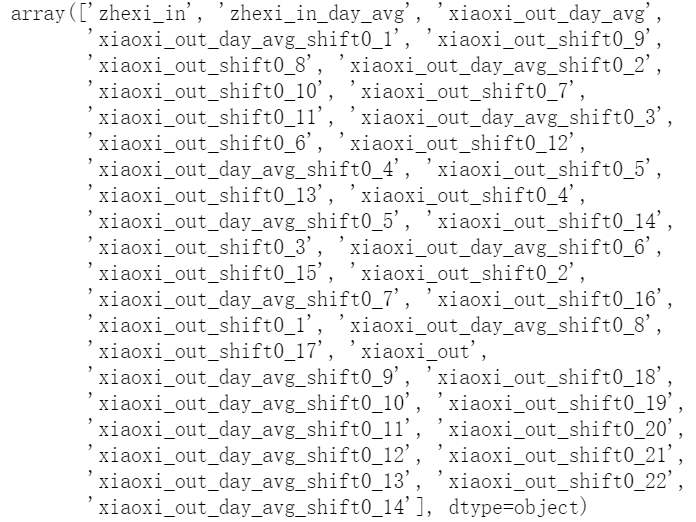 array(['zhexi_in', 'zhexi_in_day_avg', 'xiaoxi_out_day_avg',
'xiaoxi_out_day_avg_shift0_1', 'xiaoxi_out_shift0_9',
'xiaoxi_out_shift0_8', 'xiaoxi_out_day_avg_shift0_2',
'xiaoxi_out_shift0_10', 'xiaoxi_out_shift0_7',
'xiaoxi_out_shift0_11', 'xiaoxi_out_day_avg_shift0_3',
'xiaoxi_out_shift0_6', 'xiaoxi_out_shift0_12',
'xiaoxi_out_day_avg_shift0_4', 'xiaoxi_out_shift0_5',
'xiaoxi_out_shift0_13', 'xiaoxi_out_shift0_4',
'xiaoxi_out_day_avg_shift0_5', 'xiaoxi_out_shift0_14',
'xiaoxi_out_shift0_3', 'xiaoxi_out_day_avg_shift0_6',
'xiaoxi_out_shift0_15', 'xiaoxi_out_shift0_2',
'xiaoxi_out_day_avg_shift0_7', 'xiaoxi_out_shift0_16',
'xiaoxi_out_shift0_1', 'xiaoxi_out_day_avg_shift0_8',
'xiaoxi_out_shift0_17', 'xiaoxi_out',
'xiaoxi_out_day_avg_shift0_9', 'xiaoxi_out_shift0_18',
'xiaoxi_out_day_avg_shift0_10', 'xiaoxi_out_shift0_19',
'xiaoxi_out_day_avg_shift0_11', 'xiaoxi_out_shift0_20',
'xiaoxi_out_day_avg_shift0_12', 'xiaoxi_out_shift0_21',
'xiaoxi_out_day_avg_shift0_13', 'xiaoxi_out_shift0_22',
'xiaoxi_out_day_avg_shift0_14'], dtype=object)